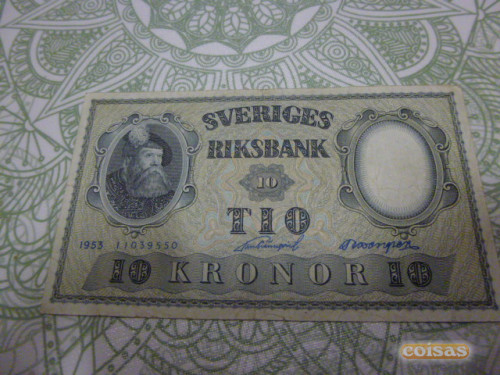 SVERIGES
RIKSBANK
10
TIO
1953 11039550
10 KRONOR 10
coisas